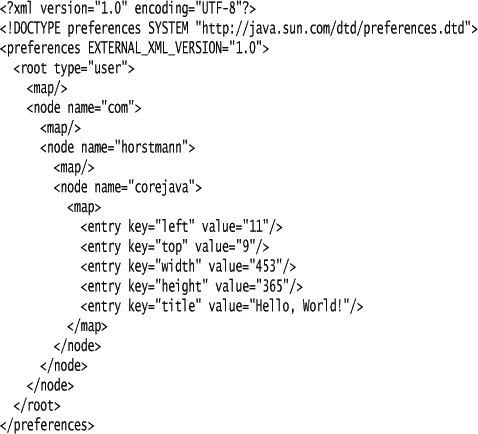 <?xml version="1.0" encoding="UTF-8"?>
<!DOCTYPE preferences SYSTEM "http://java.sun.com/dtd/preferences.dtd">
<preferences EXTERNAL_XML_VERSION="1.0">
  <root type="user">
    <map/>
    <node name="com">
      <map/>
      <node name="horstmann">
        <map/>
        <node name="corejava">
          <map>
            <entry key="left" value="11"/>
            <entry key="top" value="9"/>
            <entry key="width" value="453"/>
            <entry key="height" value="365"/>
            <entry key="title" value="Hello, World!"/>
          </map>
        </node>
      </node>
    </node>
  </root>
</preferences>